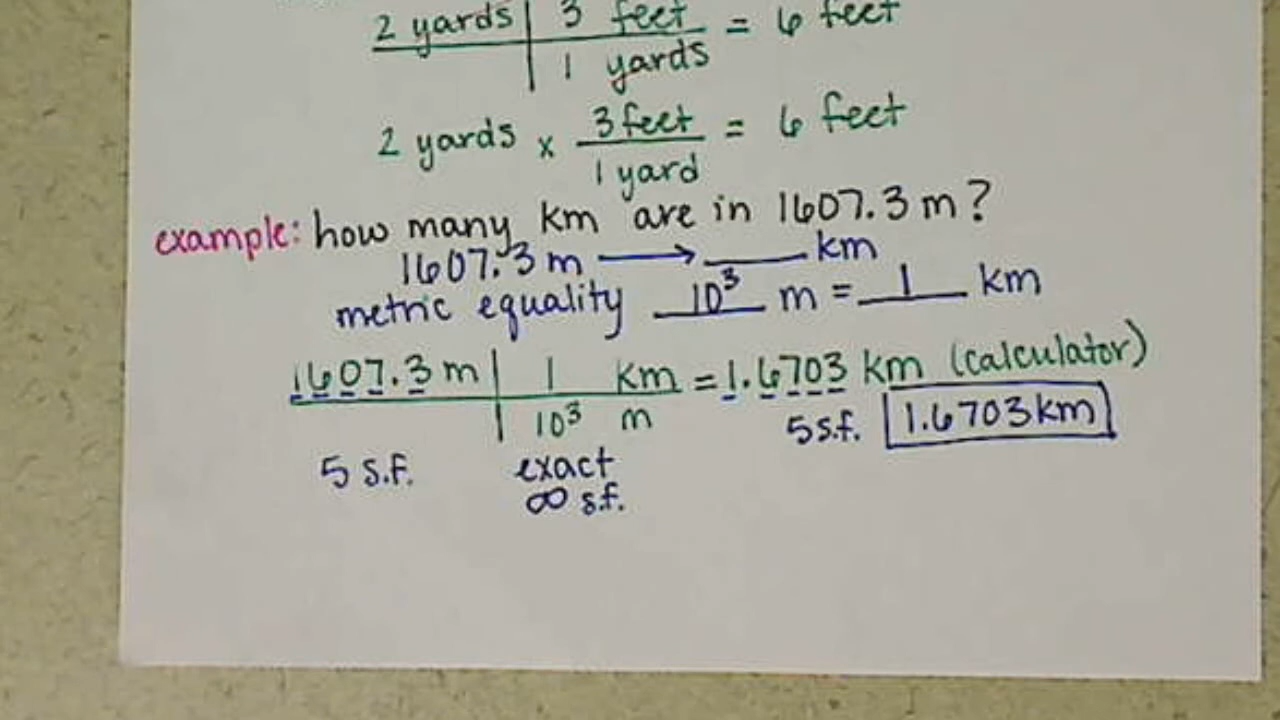 2 yards | 3 feet = 6 feet
1 yards
2 yards x 3 feet = 6 feet
1 yard
example: how many km are in 1607.3 m?
1607.3 m → ___ km
metric equality 10³ m = 1 km
1607.3 m | 1 km = 1.6703 km (calculator)
10³ m
5 s.f. 1.6703 km
5 s.f. exact
∞ s.f.